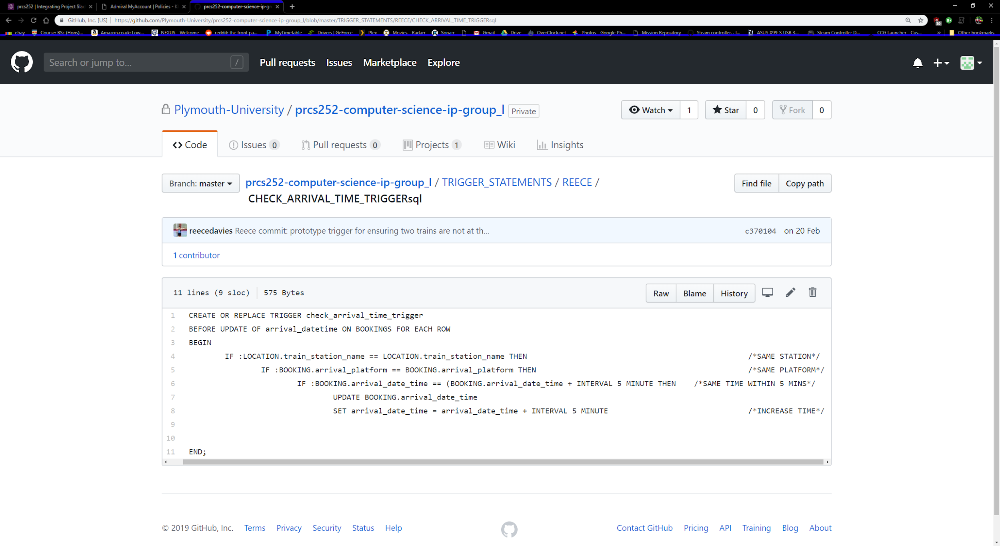 prcs252 | Integrating Project Sla
Admiral MyAccount | Policies - K
prcs252-computer-science-ip-gr
GitHub, Inc. [US] | https://github.com/Plymouth-University/prcs252-computer-science-ip-group_l/blob/master/TRIGGER_STATEMENTS/REECE/CHECK_ARRIVAL_TIME_TRIGGERsql
30
B+
ebay Course: BSc (Hons)... Amazon.co.uk: Low... NEXUS - Welcome reddit: the front pa... MyTimetable Drivers | GeForce Plex Movies - Radarr Sonarr Gmail Drive OverClock.net Photos - Google Ph... Mission Repository Steam controller. · I... ASUS X99-S USB 3... Steam Controller D... CCG Launcher - Cus... » Other bookmarks
Search or jump to... / Pull requests Issues Marketplace Explore
Plymouth-University / prcs252-computer-science-ip-group_l Private
Watch 1 Star 0 Fork 0
Code Issues 0 Pull requests 0 Projects 1 Wiki Insights
Branch: master prcs252-computer-science-ip-group_l / TRIGGER_STATEMENTS / REECE /
CHECK_ARRIVAL_TIME_TRIGGERsql
Find file Copy path
reecedavies Reece commit: prototype trigger for ensuring two trains are not at th... c370104 on 20 Feb
1 contributor
11 lines (9 sloc) 575 Bytes Raw Blame History
1 CREATE OR REPLACE TRIGGER check_arrival_time_trigger
2 BEFORE UPDATE OF arrival_datetime ON BOOKINGS FOR EACH ROW
3 BEGIN
4 IF :LOCATION.train_station_name == LOCATION.train_station_name THEN /*SAME STATION*/
5 IF :BOOKING.arrival_platform == BOOKING.arrival_platform THEN /*SAME PLATFORM*/
6 IF :BOOKING.arrival_date_time == (BOOKING.arrival_date_time + INTERVAL 5 MINUTE THEN /*SAME TIME WITHIN 5 MINS*/
7 UPDATE BOOKING.arrival_date_time
8 SET arrival_date_time = arrival_date_time + INTERVAL 5 MINUTE /*INCREASE TIME*/
9
10
11 END;
© 2019 GitHub, Inc. Terms Privacy Security Status Help Contact GitHub Pricing API Training Blog About